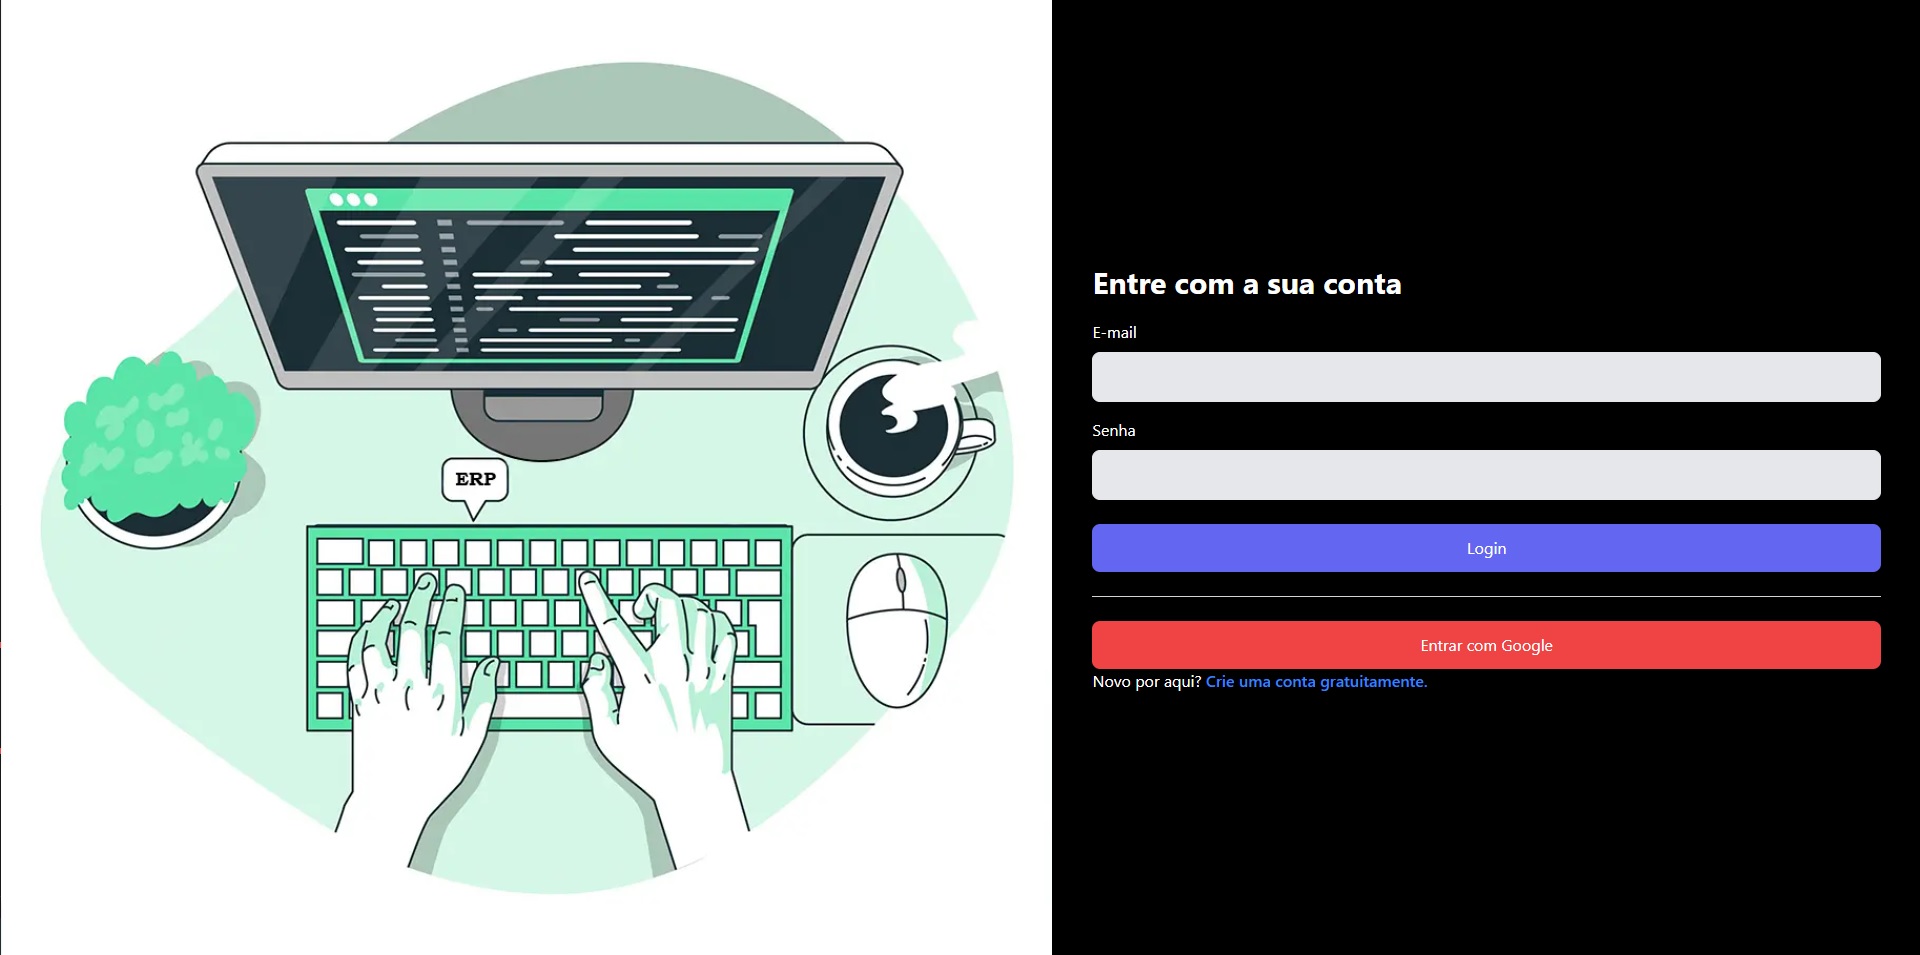 ERP
Entre com a sua conta
E-mail
Senha
Login
Entrar com Google
Novo por aqui? Crie uma conta gratuitamente.